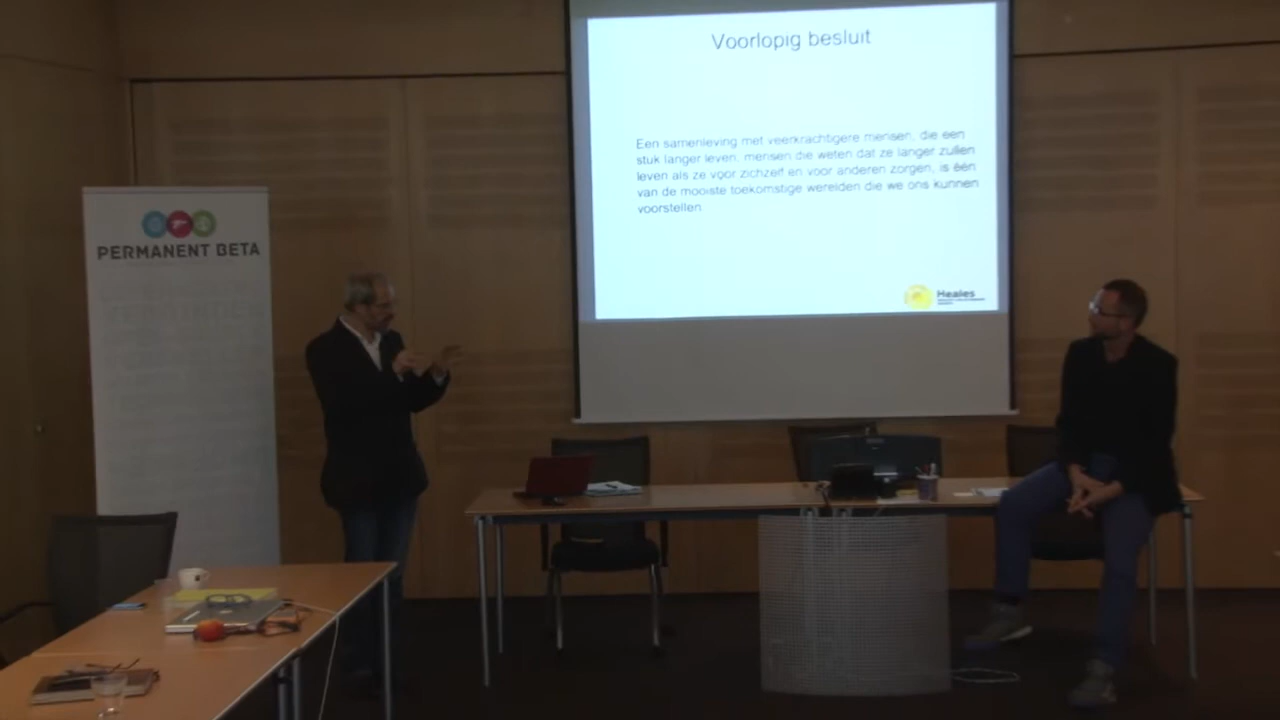 Voorlopig besluit
Een samenleving met veerkrachtigere mensen, die een
stuk langer leven, mensen die weten dat ze langer zullen
leven als ze voor zichzelf en voor anderen zorgen, is één
van de mooiste toekomstige werelden die we ons kunnen
voorstellen
Heales
PERMANENT BETA